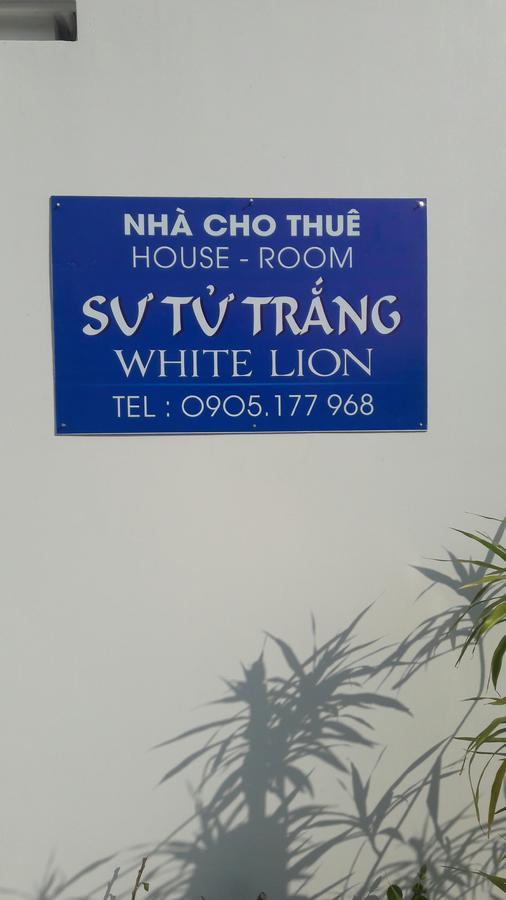 NHÀ CHO THUÊ
HOUSE - ROOM
SƯ TỬ TRẮNG
WHITE LION
TEL : 0905.177 968